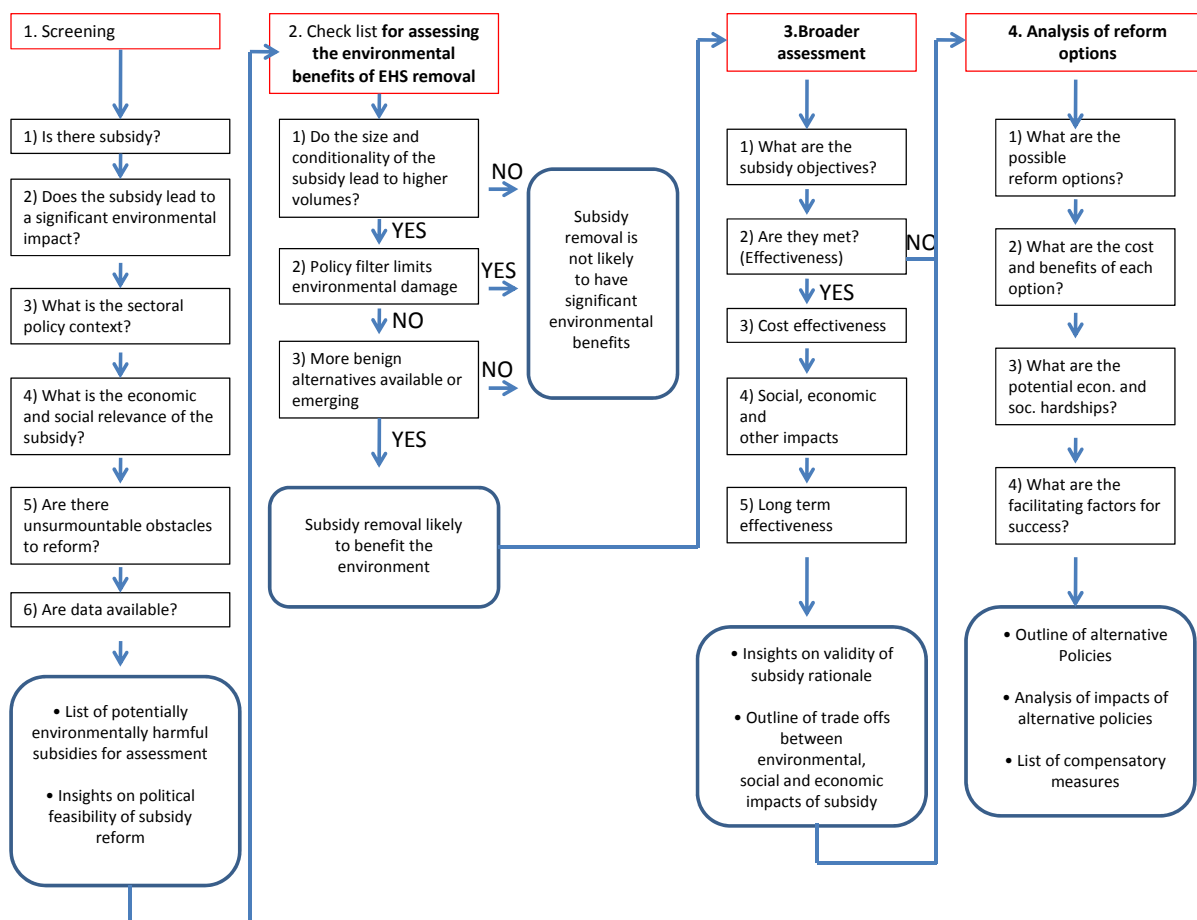 1. Screening
1) Is there subsidy?
2) Does the subsidy lead to
a significant environmental
impact?
3) What is the sectoral
policy context?
4) What is the economic
and social relevance of the
subsidy?
5) Are there
unsurmountable obstacles
to reform?
6) Are data available?
• List of potentially
environmentally harmful
subsidies for assessment
• Insights on political
feasibility of subsidy
reform
2. Check list for assessing
the environmental
benefits of EHS removal
1) Do the size and
conditionality of the
subsidy lead to higher
volumes?
NO
YES
2) Policy filter limits
environmental damage
YES
NO
3) More benign
alternatives available or
emerging
NO
YES
Subsidy
removal is
not likely
to have
significant
environmental
benefits
Subsidy removal likely
to benefit the
environment
3.Broader
assessment
1) What are the
subsidy objectives?
2) Are they met?
(Effectiveness)
NO
YES
3) Cost effectiveness
4) Social, economic
and
other impacts
5) Long term
effectiveness
• Insights on validity of
subsidy rationale
• Outline of trade offs
between
environmental,
social and economic
impacts of subsidy
4. Analysis of reform
options
1) What are the
possible
reform options?
2) What are the cost
and benefits of each
option?
3) What are the
potential econ. and
soc. hardships?
4) What are the
facilitating factors for
success?
• Outline of alternative
Policies
• Analysis of impacts of
alternative policies
• List of compensatory
measures